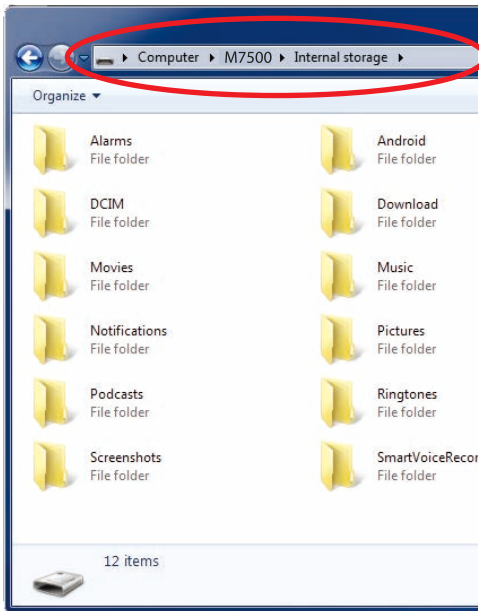 Computer ▸ M7500 ▸ Internal storage ▸
Organize ▾
Alarms
File folder
Android
File folder
DCIM
File folder
Download
File folder
Movies
File folder
Music
File folder
Notifications
File folder
Pictures
File folder
Podcasts
File folder
Ringtones
File folder
Screenshots
File folder
SmartVoiceRecor
File folder
12 items